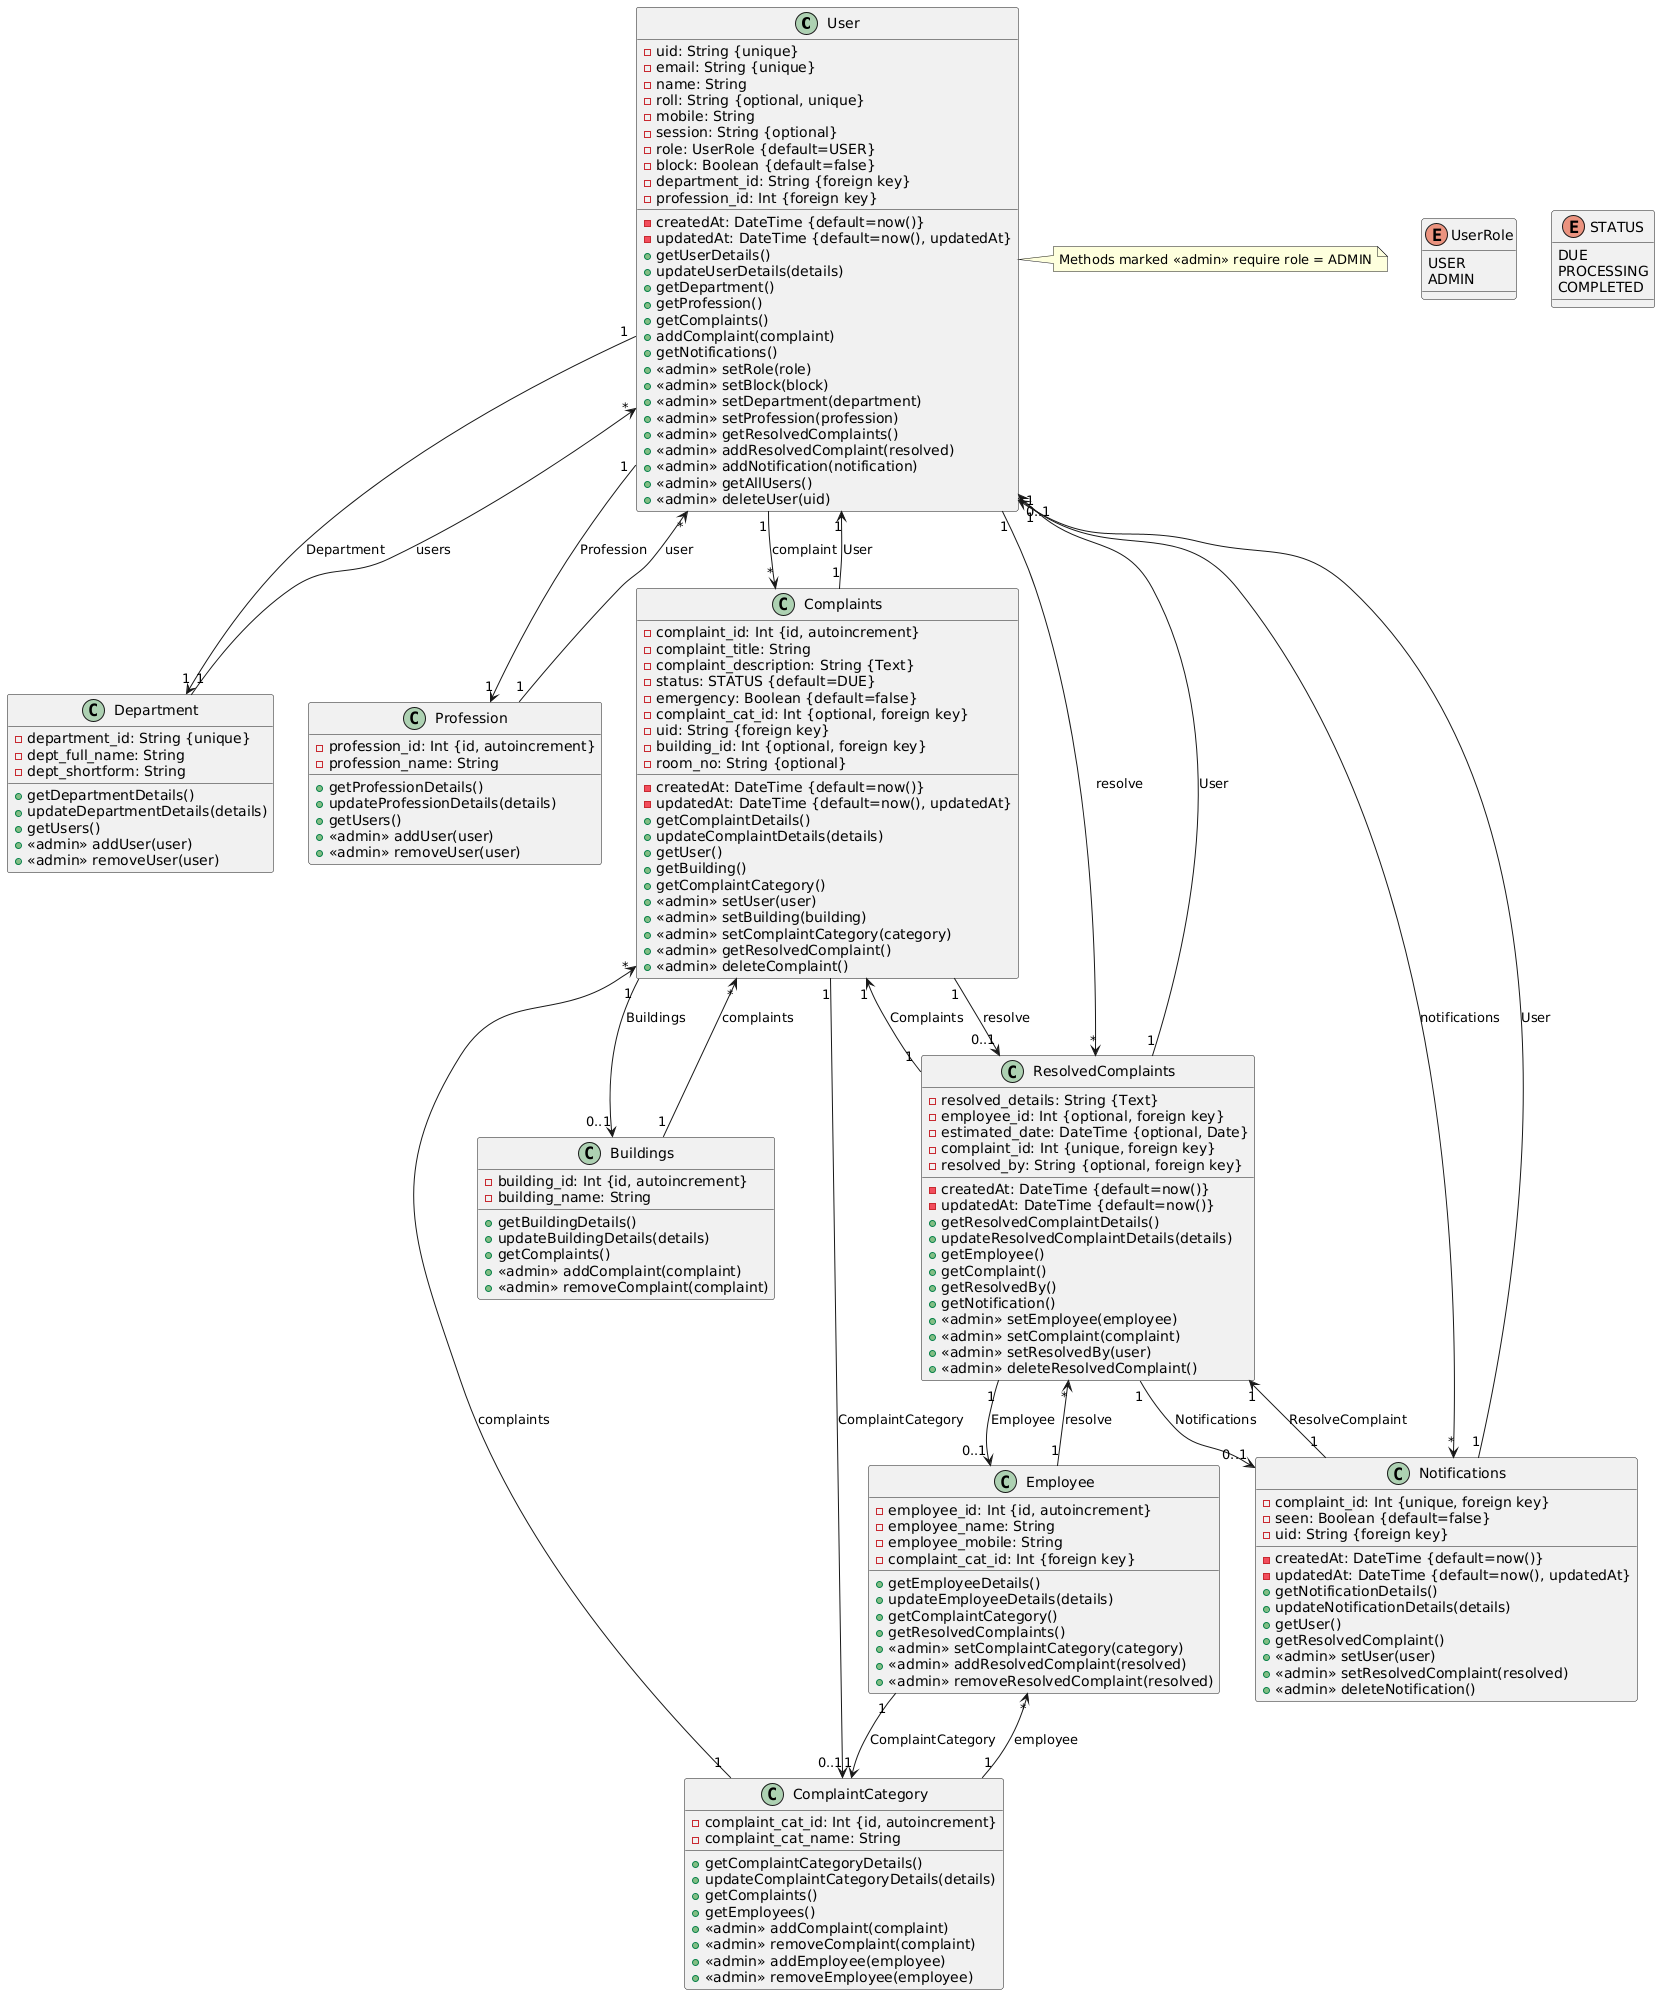 User
uid: String {unique}
email: String {unique}
name: String
roll: String {optional, unique}
mobile: String
session: String {optional}
role: UserRole {default=USER}
block: Boolean {default=false}
department_id: String {foreign key}
profession_id: Int {foreign key}
createdAt: DateTime {default=now()}
updatedAt: DateTime {default=now(), updatedAt}
getUserDetails()
updateUserDetails(details)
getDepartment()
getProfession()
getComplaints()
addComplaint(complaint)
getNotifications()
«admin» setRole(role)
«admin» setBlock(block)
«admin» setDepartment(department)
«admin» setProfession(profession)
«admin» getResolvedComplaints()
«admin» addResolvedComplaint(resolved)
«admin» addNotification(notification)
«admin» getAllUsers()
«admin» deleteUser(uid)
Methods marked «admin» require role = ADMIN
UserRole
USER
ADMIN
STATUS
DUE
PROCESSING
COMPLETED
1
*
1
1
*
1
1
1
0..1
1
1
Department
users
Profession
user
complaint
User
*
1
1
1
1
1
Department
department_id: String {unique}
dept_full_name: String
dept_shortform: String
getDepartmentDetails()
updateDepartmentDetails(details)
getUsers()
«admin» addUser(user)
«admin» removeUser(user)
Profession
profession_id: Int {id, autoincrement}
profession_name: String
getProfessionDetails()
updateProfessionDetails(details)
getUsers()
«admin» addUser(user)
«admin» removeUser(user)
Complaints
complaint_id: Int {id, autoincrement}
complaint_title: String
complaint_description: String {Text}
status: STATUS {default=DUE}
emergency: Boolean {default=false}
complaint_cat_id: Int {optional, foreign key}
uid: String {foreign key}
building_id: Int {optional, foreign key}
room_no: String {optional}
createdAt: DateTime {default=now()}
updatedAt: DateTime {default=now(), updatedAt}
getComplaintDetails()
updateComplaintDetails(details)
getUser()
getBuilding()
getComplaintCategory()
«admin» setUser(user)
«admin» setBuilding(building)
«admin» setComplaintCategory(category)
«admin» getResolvedComplaint()
«admin» deleteComplaint()
resolve
User
*
1
*
1
1
1
Buildings
complaints
Complaints
resolve
notifications
User
0..1
1
1
0..1
*
1
Buildings
building_id: Int {id, autoincrement}
building_name: String
getBuildingDetails()
updateBuildingDetails(details)
getComplaints()
«admin» addComplaint(complaint)
«admin» removeComplaint(complaint)
ResolvedComplaints
resolved_details: String {Text}
employee_id: Int {optional, foreign key}
estimated_date: DateTime {optional, Date}
complaint_id: Int {unique, foreign key}
resolved_by: String {optional, foreign key}
createdAt: DateTime {default=now()}
updatedAt: DateTime {default=now()}
getResolvedComplaintDetails()
updateResolvedComplaintDetails(details)
getEmployee()
getComplaint()
getResolvedBy()
getNotification()
«admin» setEmployee(employee)
«admin» setComplaint(complaint)
«admin» setResolvedBy(user)
«admin» deleteResolvedComplaint()
1
*
1
1
complaints
ComplaintCategory
Employee
resolve
Notifications
ResolveComplaint
0..1
1
0..1
1
*
1
Employee
employee_id: Int {id, autoincrement}
employee_name: String
employee_mobile: String
complaint_cat_id: Int {foreign key}
getEmployeeDetails()
updateEmployeeDetails(details)
getComplaintCategory()
getResolvedComplaints()
«admin» setComplaintCategory(category)
«admin» addResolvedComplaint(resolved)
«admin» removeResolvedComplaint(resolved)
Notifications
complaint_id: Int {unique, foreign key}
seen: Boolean {default=false}
uid: String {foreign key}
createdAt: DateTime {default=now()}
updatedAt: DateTime {default=now(), updatedAt}
getNotificationDetails()
updateNotificationDetails(details)
getUser()
getResolvedComplaint()
«admin» setUser(user)
«admin» setResolvedComplaint(resolved)
«admin» deleteNotification()
1
*
ComplaintCategory
employee
1
0..1
1
1
ComplaintCategory
complaint_cat_id: Int {id, autoincrement}
complaint_cat_name: String
getComplaintCategoryDetails()
updateComplaintCategoryDetails(details)
getComplaints()
getEmployees()
«admin» addComplaint(complaint)
«admin» removeComplaint(complaint)
«admin» addEmployee(employee)
«admin» removeEmployee(employee)